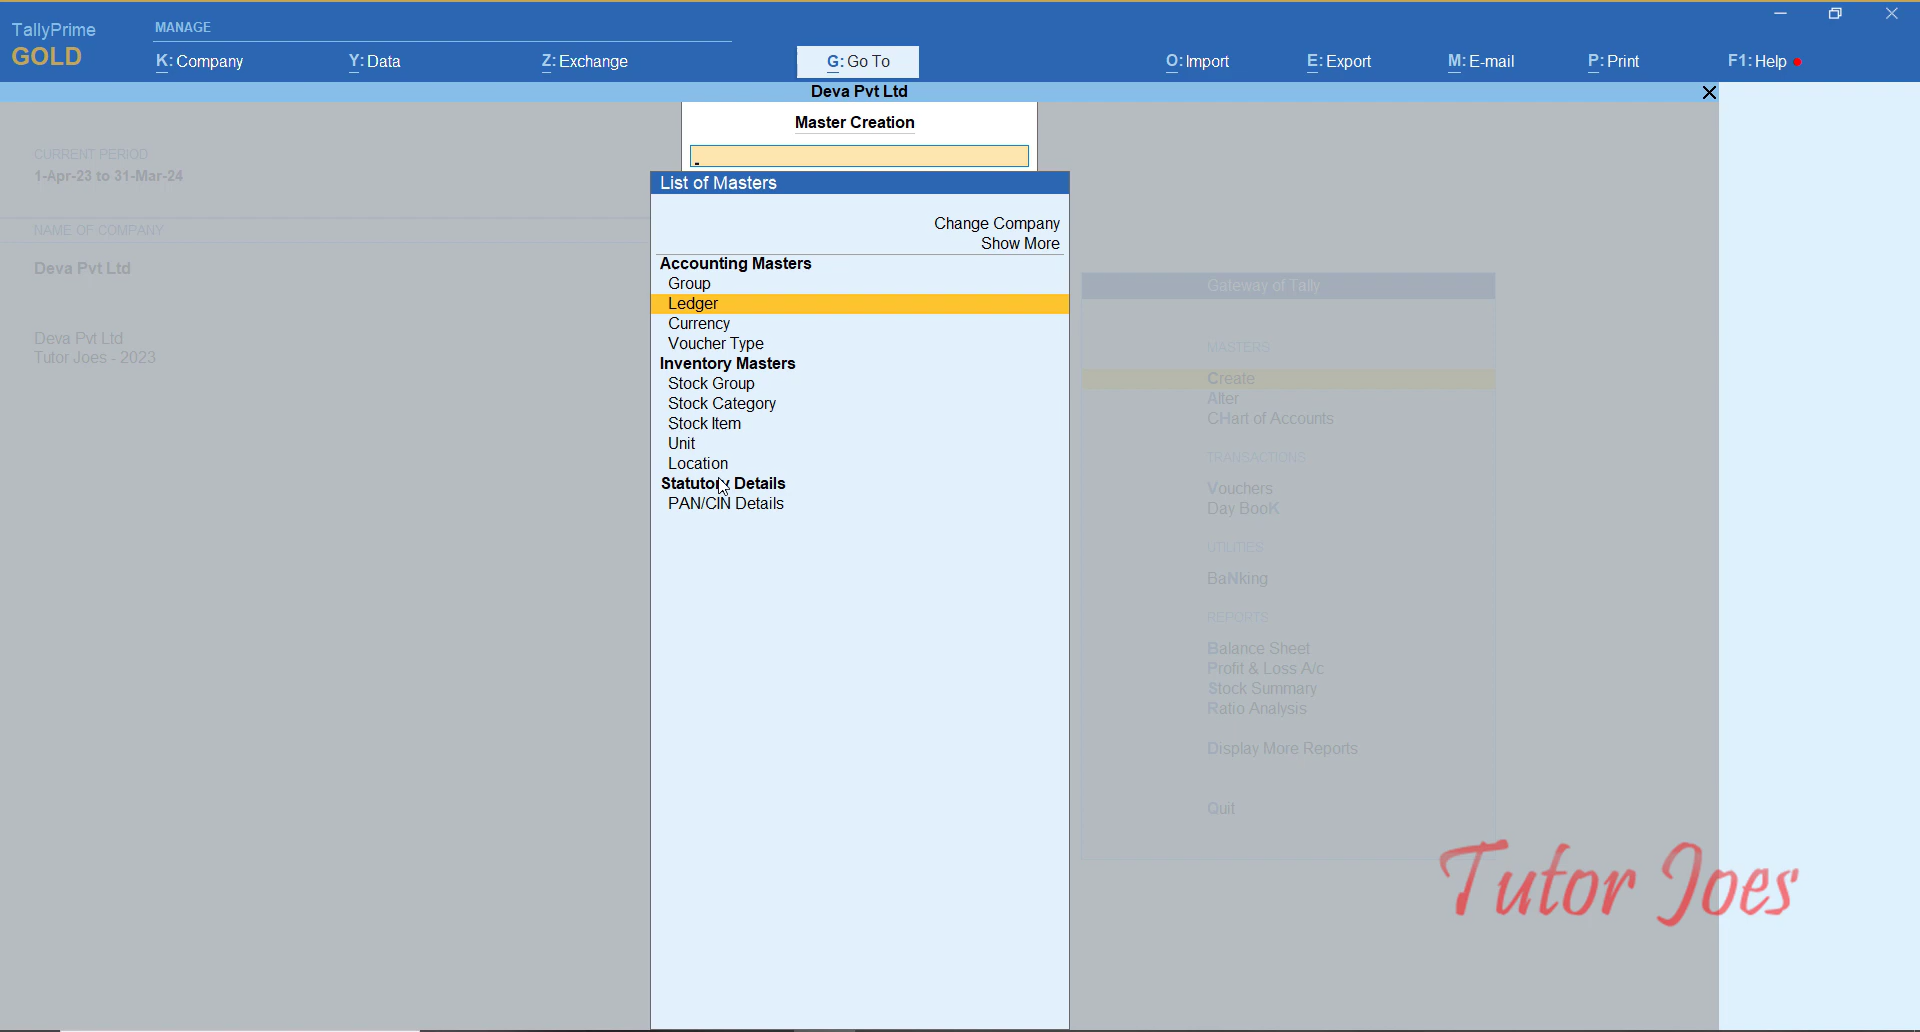 TallyPrime
GOLD
MANAGE
K: Company
Y: Data
Z: Exchange
G: Go To
O: Import
E: Export
M: E-mail
P: Print
F1: Help
Deva Pvt Ltd
Master Creation
CURRENT PERIOD
1-Apr-23 to 31-Mar-24
NAME OF COMPANY
Deva Pvt Ltd
Deva Pvt Ltd
Tutor Joes - 2023
List of Masters
Change Company
Show More
Accounting Masters
Group
Ledger
Currency
Voucher Type
Inventory Masters
Stock Group
Stock Category
Stock Item
Unit
Location
Statutory Details
PAN/CIN Details
Gateway of Tally
MASTERS
Create
Alter
CHart of Accounts
TRANSACTIONS
Vouchers
Day BooK
UTILITIES
BaNking
REPORTS
Balance Sheet
Profit & Loss A/c
Stock Summary
Ratio Analysis
Display More Reports
Quit
Tutor Joes